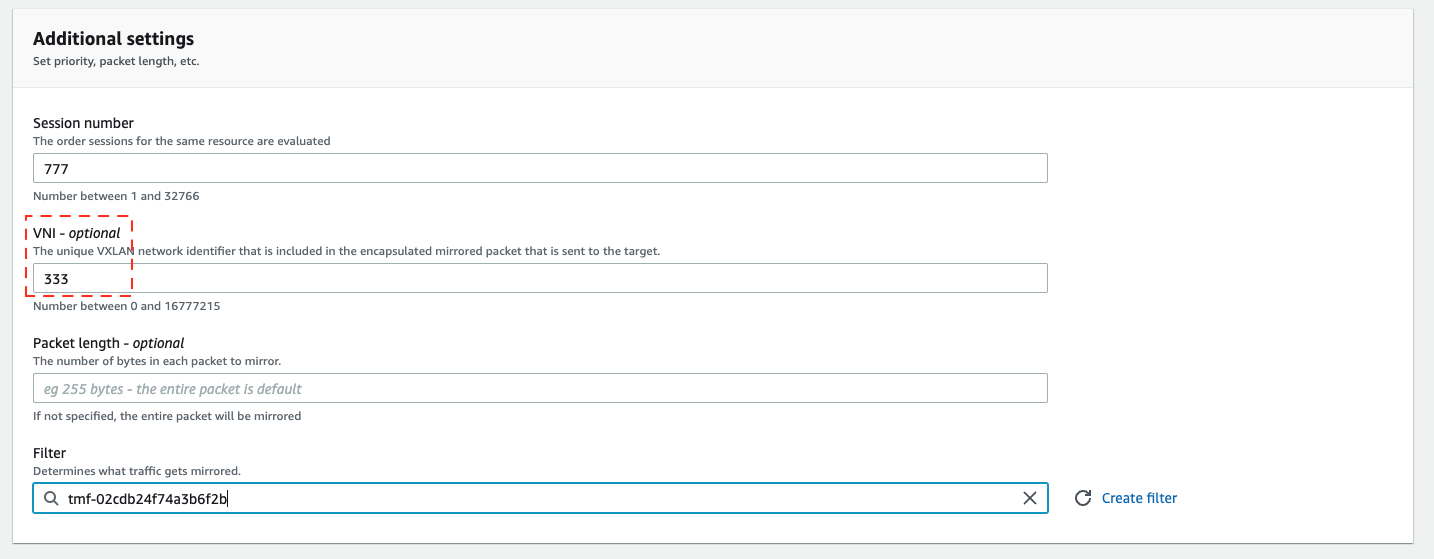 Additional settings
Set priority, packet length, etc.
Session number
The order sessions for the same resource are evaluated
777
Number between 1 and 32766
VNI - optional
The unique VXLAN network identifier that is included in the encapsulated mirrored packet that is sent to the target.
333
Number between 0 and 16777215
Packet length - optional
The number of bytes in each packet to mirror.
eg 255 bytes - the entire packet is default
If not specified, the entire packet will be mirrored
Filter
Determines what traffic gets mirrored.
tmf-02cdb24f74a3b6f2b Create filter